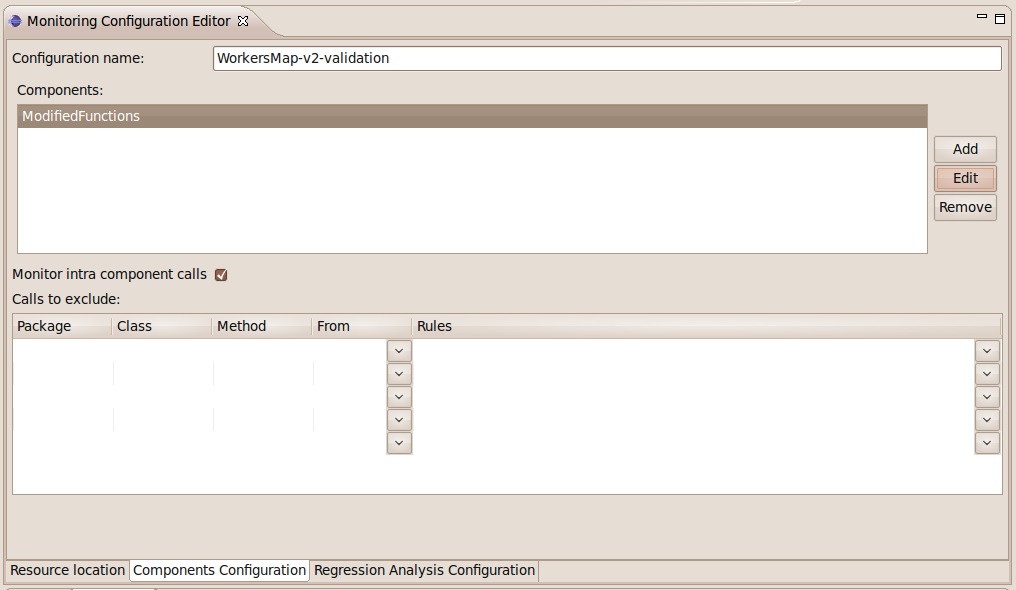 Monitoring Configuration Editor
Configuration name: WorkersMap-v2-validation
Components:
ModifiedFunctions
Add
Edit
Remove
Monitor intra component calls
Calls to exclude:
Package Class Method From Rules
Resource location Components Configuration Regression Analysis Configuration